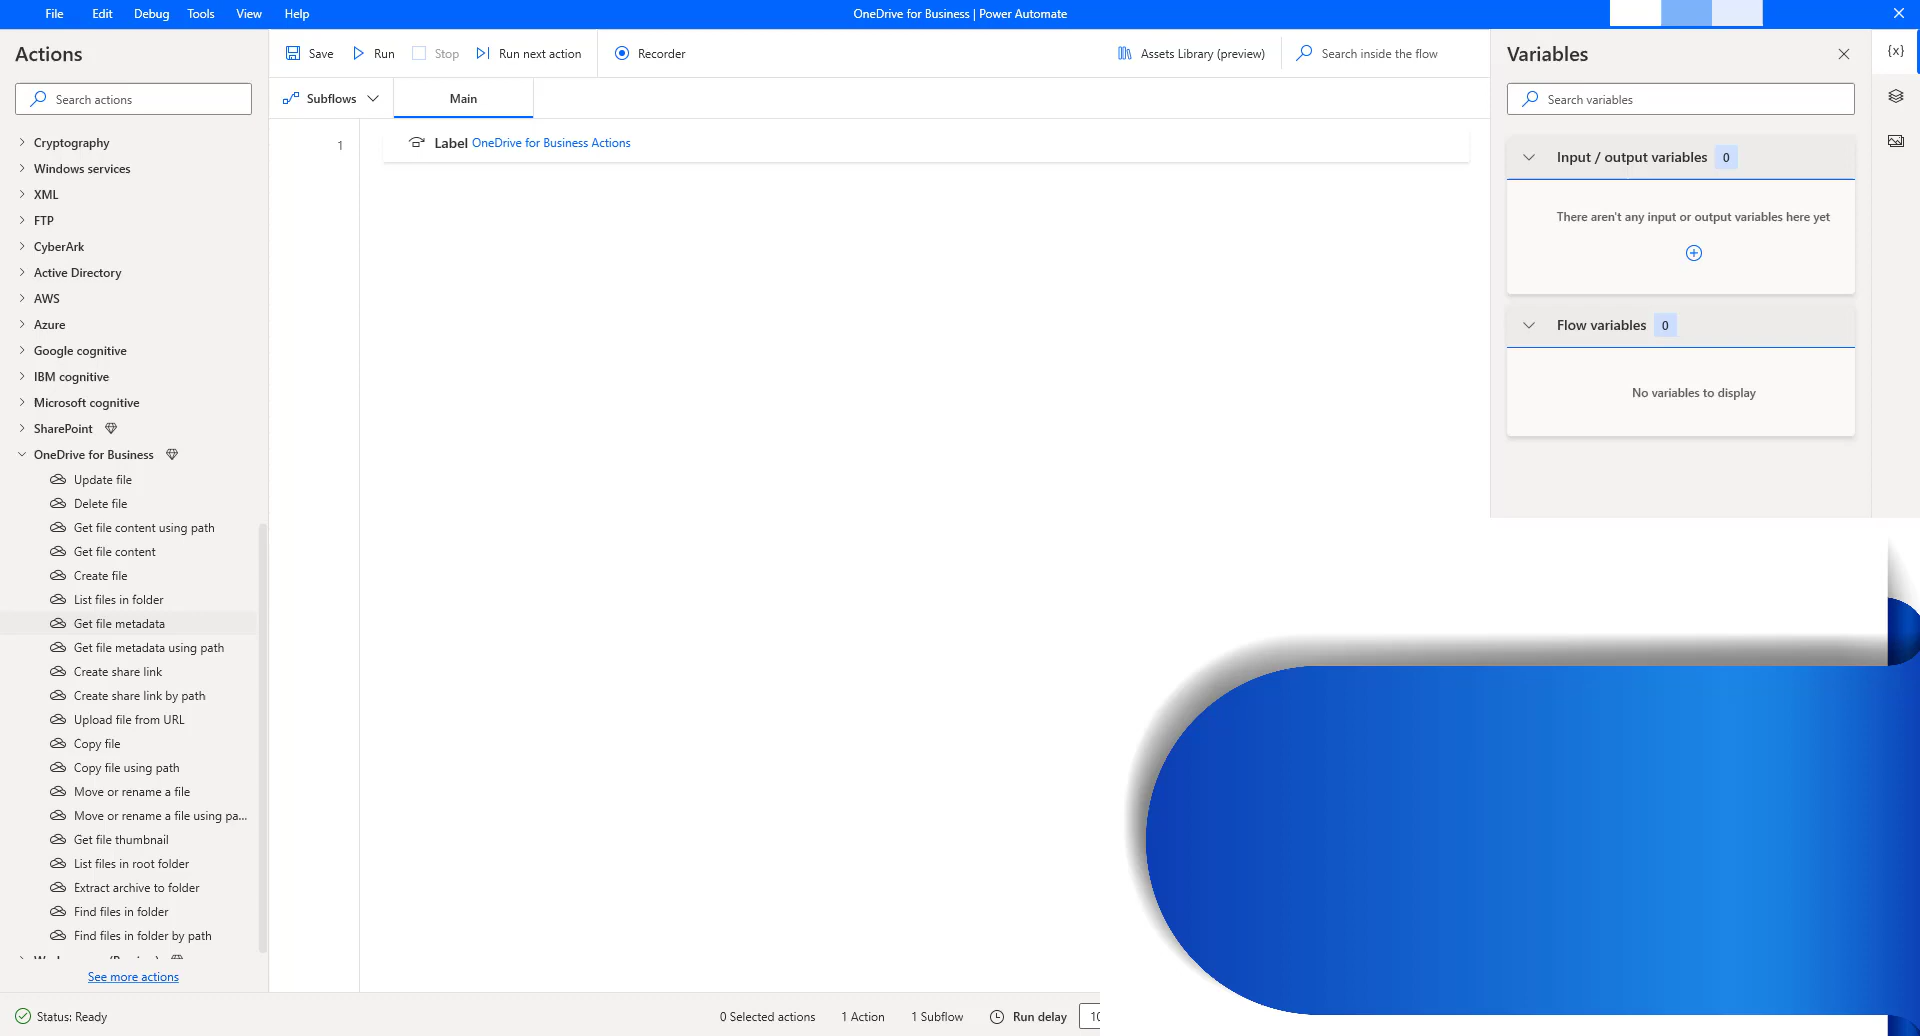 File Edit Debug Tools View Help
OneDrive for Business | Power Automate
Actions
Search actions
Cryptography
Windows services
XML
FTP
CyberArk
Active Directory
AWS
Azure
Google cognitive
IBM cognitive
Microsoft cognitive
SharePoint
OneDrive for Business
Update file
Delete file
Get file content using path
Get file content
Create file
List files in folder
Get file metadata
Get file metadata using path
Create share link
Create share link by path
Upload file from URL
Copy file
Copy file using path
Move or rename a file
Move or rename a file using pa...
Get file thumbnail
List files in root folder
Extract archive to folder
Find files in folder
Find files in folder by path
See more actions
Save Run Stop Run next action Recorder
Assets Library (preview) Search inside the flow
Subflows Main
1 Label OneDrive for Business Actions
Variables
{x}
Search variables
Input / output variables 0
There aren't any input or output variables here yet
Flow variables 0
No variables to display
Status: Ready 0 Selected actions 1 Action 1 Subflow Run delay 10